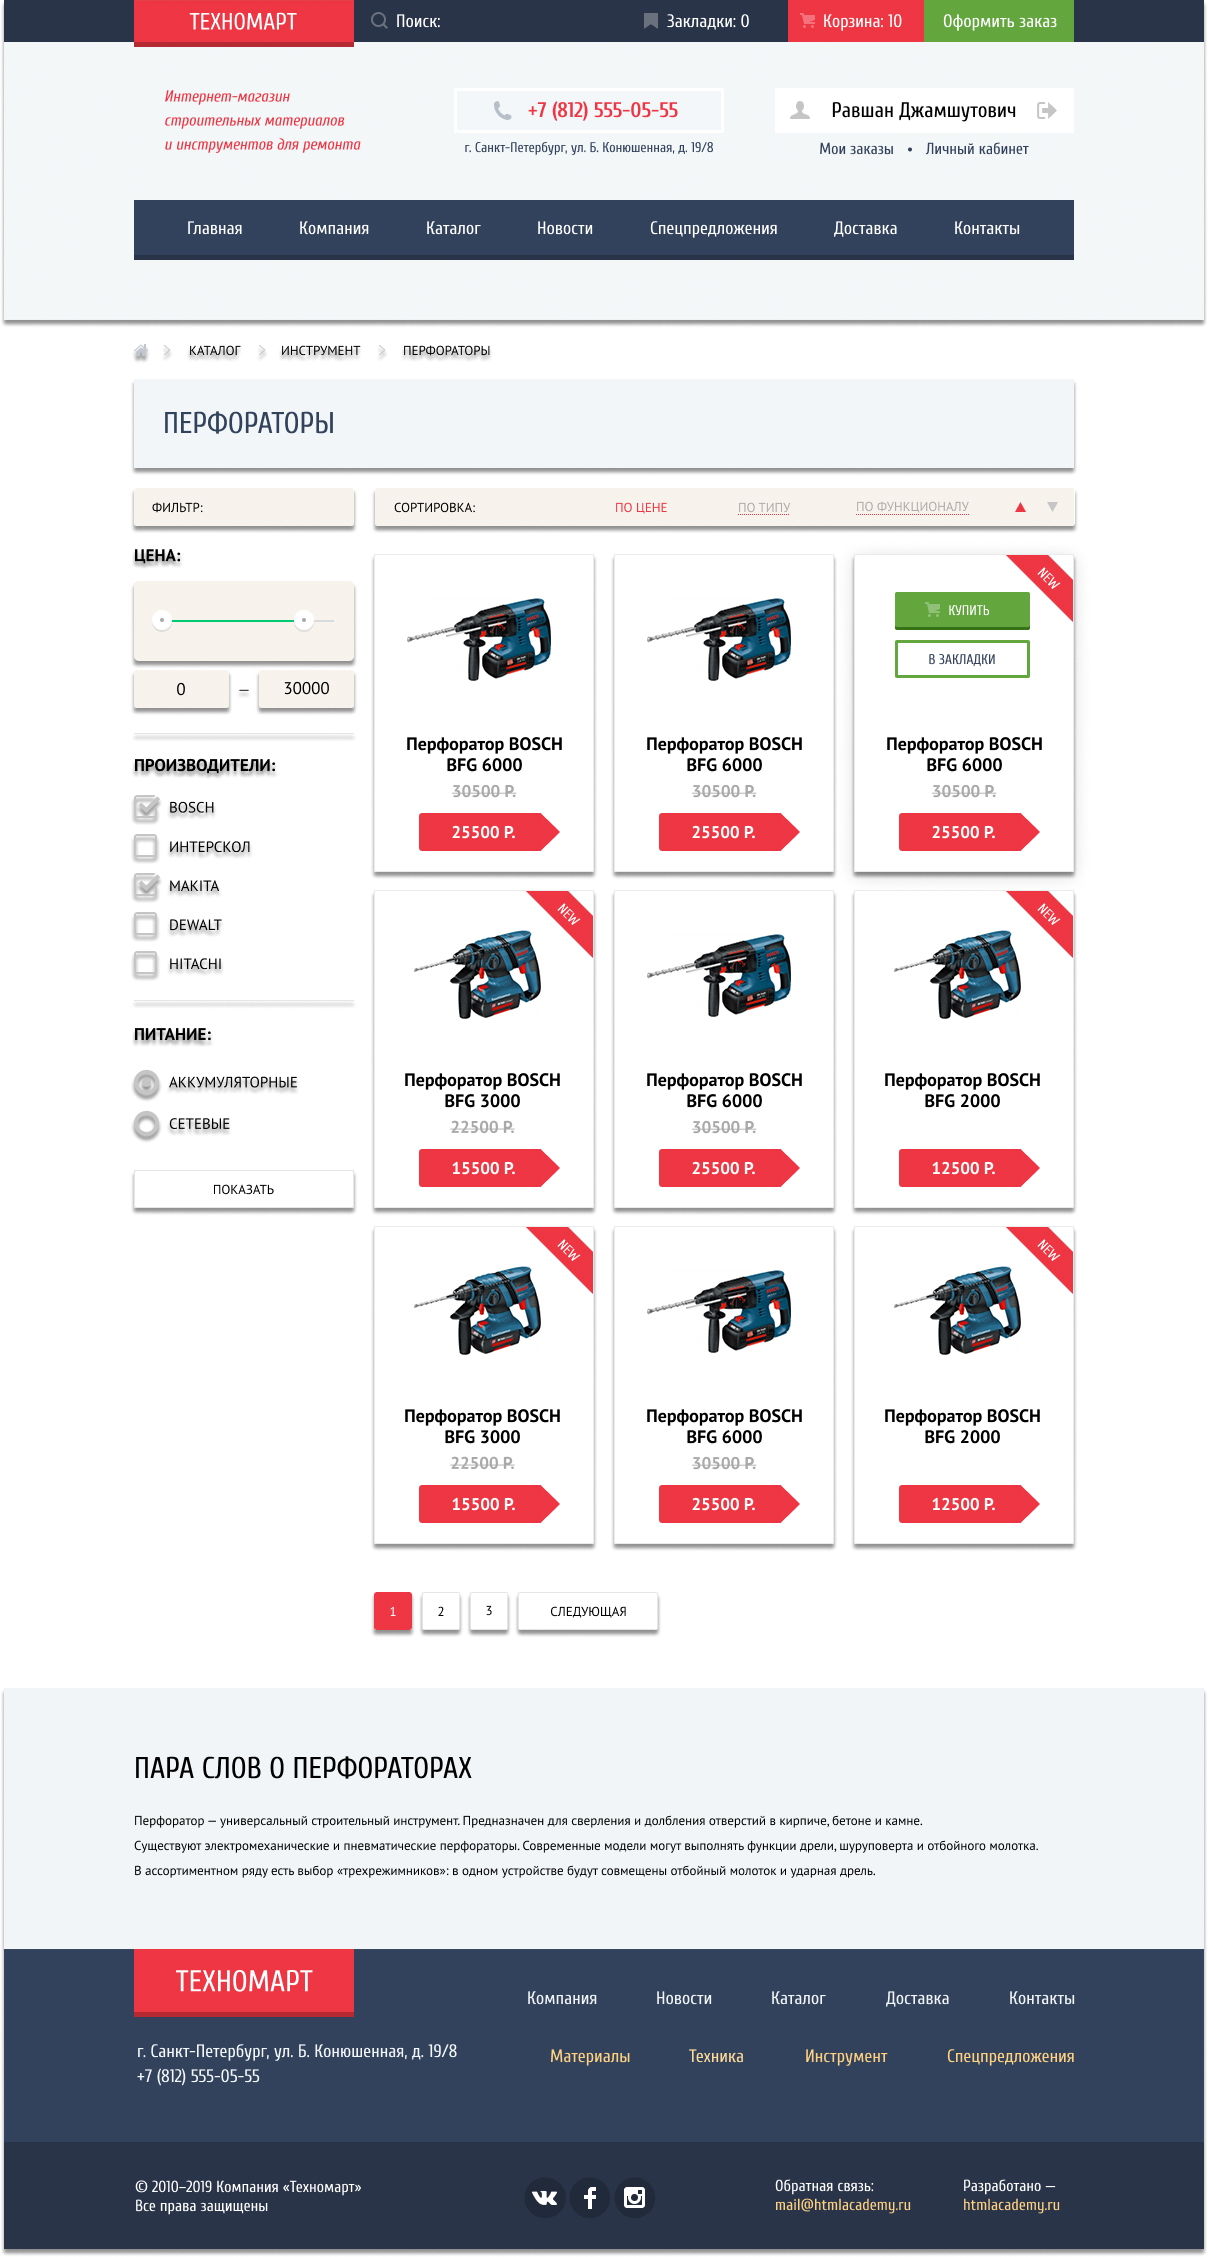 ТЕХНОМАРТ
Поиск:
Закладки: 0
Корзина: 10
Оформить заказ
Интернет-магазин
строительных материалов
и инструментов для ремонта
+7 (812) 555-05-55
г. Санкт-Петербург, ул. Б. Конюшенная, д. 19/8
Равшан Джамшутович
Мои заказы • Личный кабинет
Главная Компания Каталог Новости Спецпредложения Доставка Контакты
КАТАЛОГ ИНСТРУМЕНТ ПЕРФОРАТОРЫ
ПЕРФОРАТОРЫ
ФИЛЬТР:
ЦЕНА:
0 – 30000
ПРОИЗВОДИТЕЛИ:
BOSCH
ИНТЕРСКОЛ
MAKITA
DEWALT
HITACHI
ПИТАНИЕ:
АККУМУЛЯТОРНЫЕ
СЕТЕВЫЕ
ПОКАЗАТЬ
СОРТИРОВКА: ПО ЦЕНЕ ПО ТИПУ ПО ФУНКЦИОНАЛУ
Перфоратор BOSCH
BFG 6000
30500 Р.
25500 Р.
Перфоратор BOSCH
BFG 6000
30500 Р.
25500 Р.
NEW
КУПИТЬ
В ЗАКЛАДКИ
Перфоратор BOSCH
BFG 6000
30500 Р.
25500 Р.
NEW
Перфоратор BOSCH
BFG 3000
22500 Р.
15500 Р.
Перфоратор BOSCH
BFG 6000
30500 Р.
25500 Р.
NEW
Перфоратор BOSCH
BFG 2000
12500 Р.
NEW
Перфоратор BOSCH
BFG 3000
22500 Р.
15500 Р.
Перфоратор BOSCH
BFG 6000
30500 Р.
25500 Р.
NEW
Перфоратор BOSCH
BFG 2000
12500 Р.
1 2 3 СЛЕДУЮЩАЯ
ПАРА СЛОВ О ПЕРФОРАТОРАХ
Перфоратор — универсальный строительный инструмент. Предназначен для сверления и долбления отверстий в кирпиче, бетоне и камне.
Существуют электромеханические и пневматические перфораторы. Современные модели могут выполнять функции дрели, шуруповерта и отбойного молотка.
В ассортиментном ряду есть выбор «трехрежимников»: в одном устройстве будут совмещены отбойный молоток и ударная дрель.
ТЕХНОМАРТ
г. Санкт-Петербург, ул. Б. Конюшенная, д. 19/8
+7 (812) 555-05-55
Компания Новости Каталог Доставка Контакты
Материалы Техника Инструмент Спецпредложения
© 2010–2019 Компания «Техномарт»
Все права защищены
Обратная связь:
mail@htmlacademy.ru
Разработано —
htmlacademy.ru